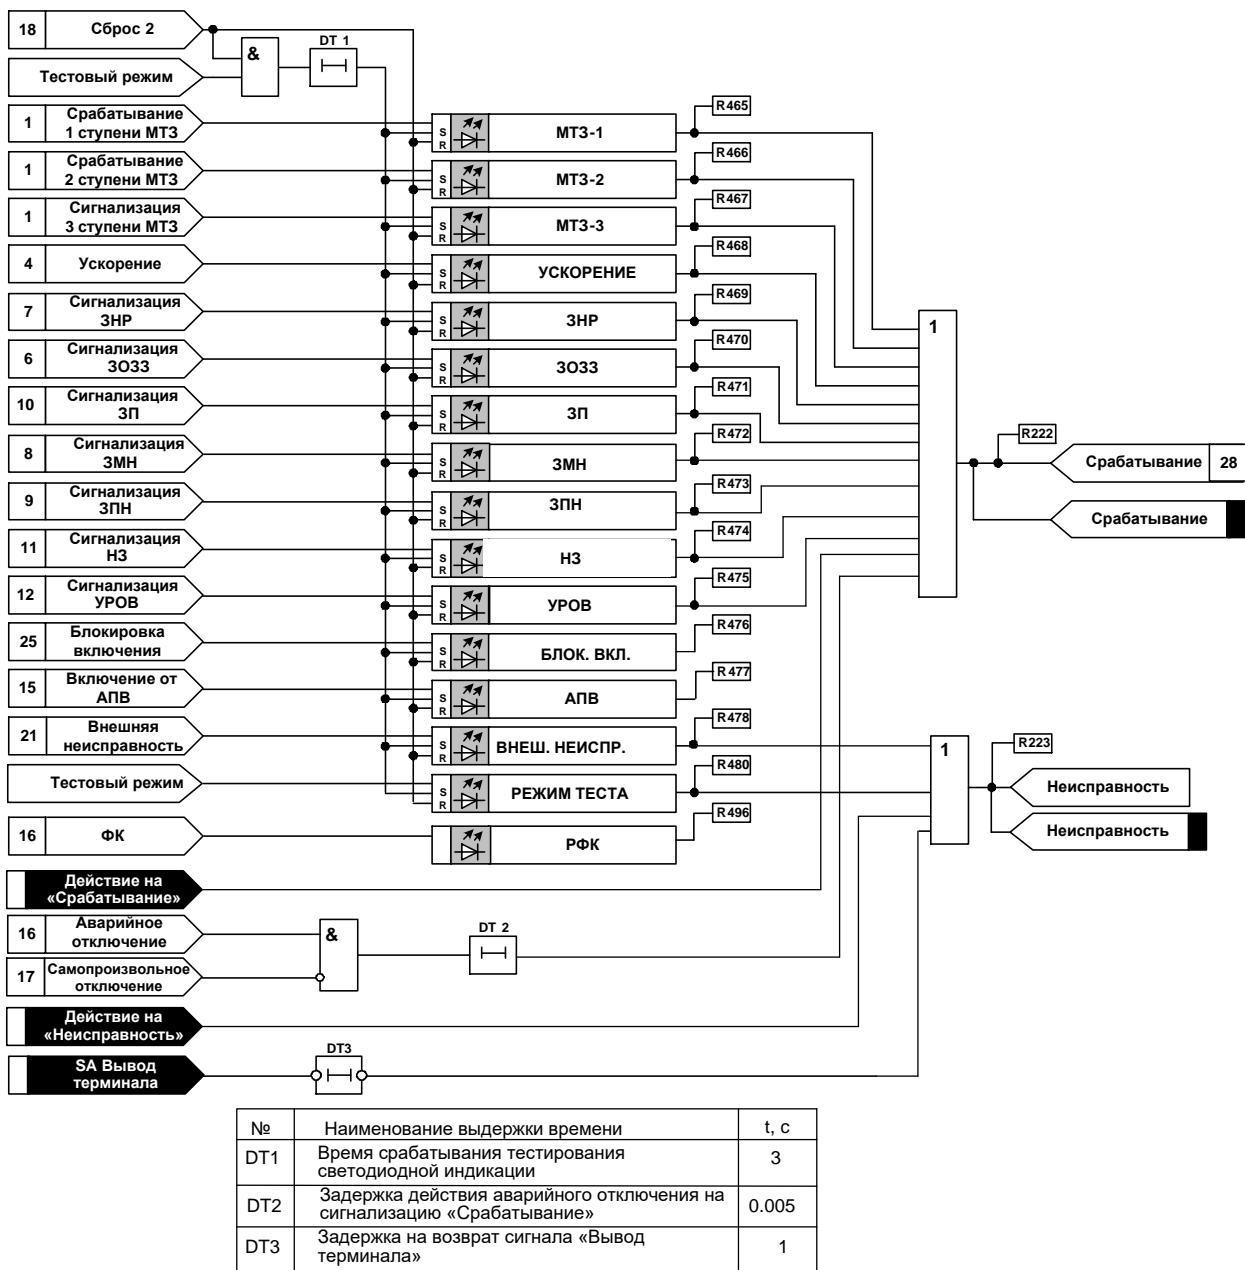 18 Сброс 2
Тестовый режим
&
DT 1
1 Срабатывание
1 ступени МТЗ
S
R
МТЗ-1
R465
1 Срабатывание
2 ступени МТЗ
S
R
МТЗ-2
R466
1 Сигнализация
3 ступени МТЗ
S
R
МТЗ-3
R467
4 Ускорение
S
R
УСКОРЕНИЕ
R468
7 Сигнализация
ЗНР
S
R
ЗНР
R469
6 Сигнализация
ЗОЗЗ
S
R
ЗОЗЗ
R470
10 Сигнализация
ЗП
S
R
ЗП
R471
8 Сигнализация
ЗМН
S
R
ЗМН
R472
9 Сигнализация
ЗПН
S
R
ЗПН
R473
11 Сигнализация
НЗ
S
R
НЗ
R474
12 Сигнализация
УРОВ
S
R
УРОВ
R475
25 Блокировка
включения
S
R
БЛОК. ВКЛ.
R476
15 Включение от
АПВ
S
R
АПВ
R477
21 Внешняя
неисправность
S
R
ВНЕШ. НЕИСПР.
R478
Тестовый режим
S
R
РЕЖИМ ТЕСТА
R480
16 ФК
РФК
R496
1
R222
Срабатывание 28
Срабатывание
1
R223
Неисправность
Неисправность
Действие на
«Срабатывание»
16 Аварийное
отключение
17 Самопроизвольное
отключение
&
DT 2
Действие на
«Неисправность»
SA Вывод
терминала
DT3
№ Наименование выдержки времени t, с
DT1 Время срабатывания тестирования
светодиодной индикации 3
DT2 Задержка действия аварийного отключения на
сигнализацию «Срабатывание» 0.005
DT3 Задержка на возврат сигнала «Вывод
терминала» 1